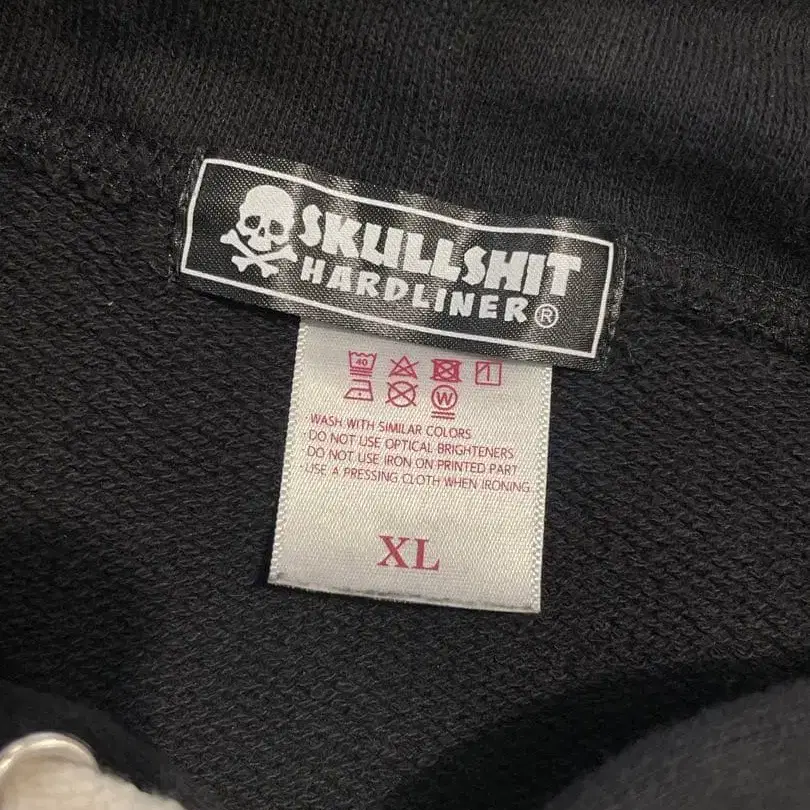 SKULLSHIT
HARDLINER®
40
W
WASH WITH SIMILAR COLORS
DO NOT USE OPTICAL BRIGHTENERS
DO NOT USE IRON ON PRINTED PART
USE A PRESSING CLOTH WHEN IRONING
XL